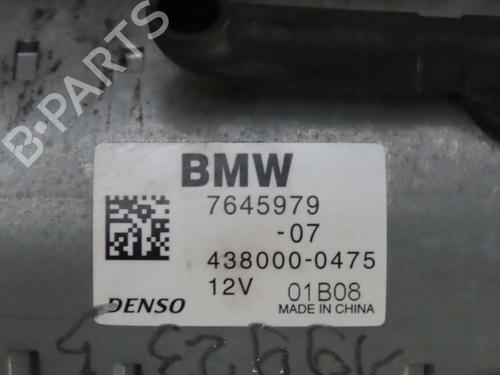 B-PARTS
BMW
7645979
-07
438000-0475
12V 01B08
DENSO MADE IN CHINA